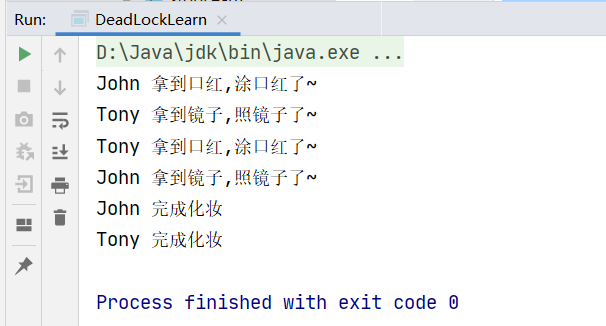 Run: DeadLockLearn ×
D:\Java\jdk\bin\java.exe ...
John 拿到口红,涂口红了~
Tony 拿到镜子,照镜子了~
Tony 拿到口红,涂口红了~
John 拿到镜子,照镜子了~
John 完成化妆
Tony 完成化妆
Process finished with exit code 0